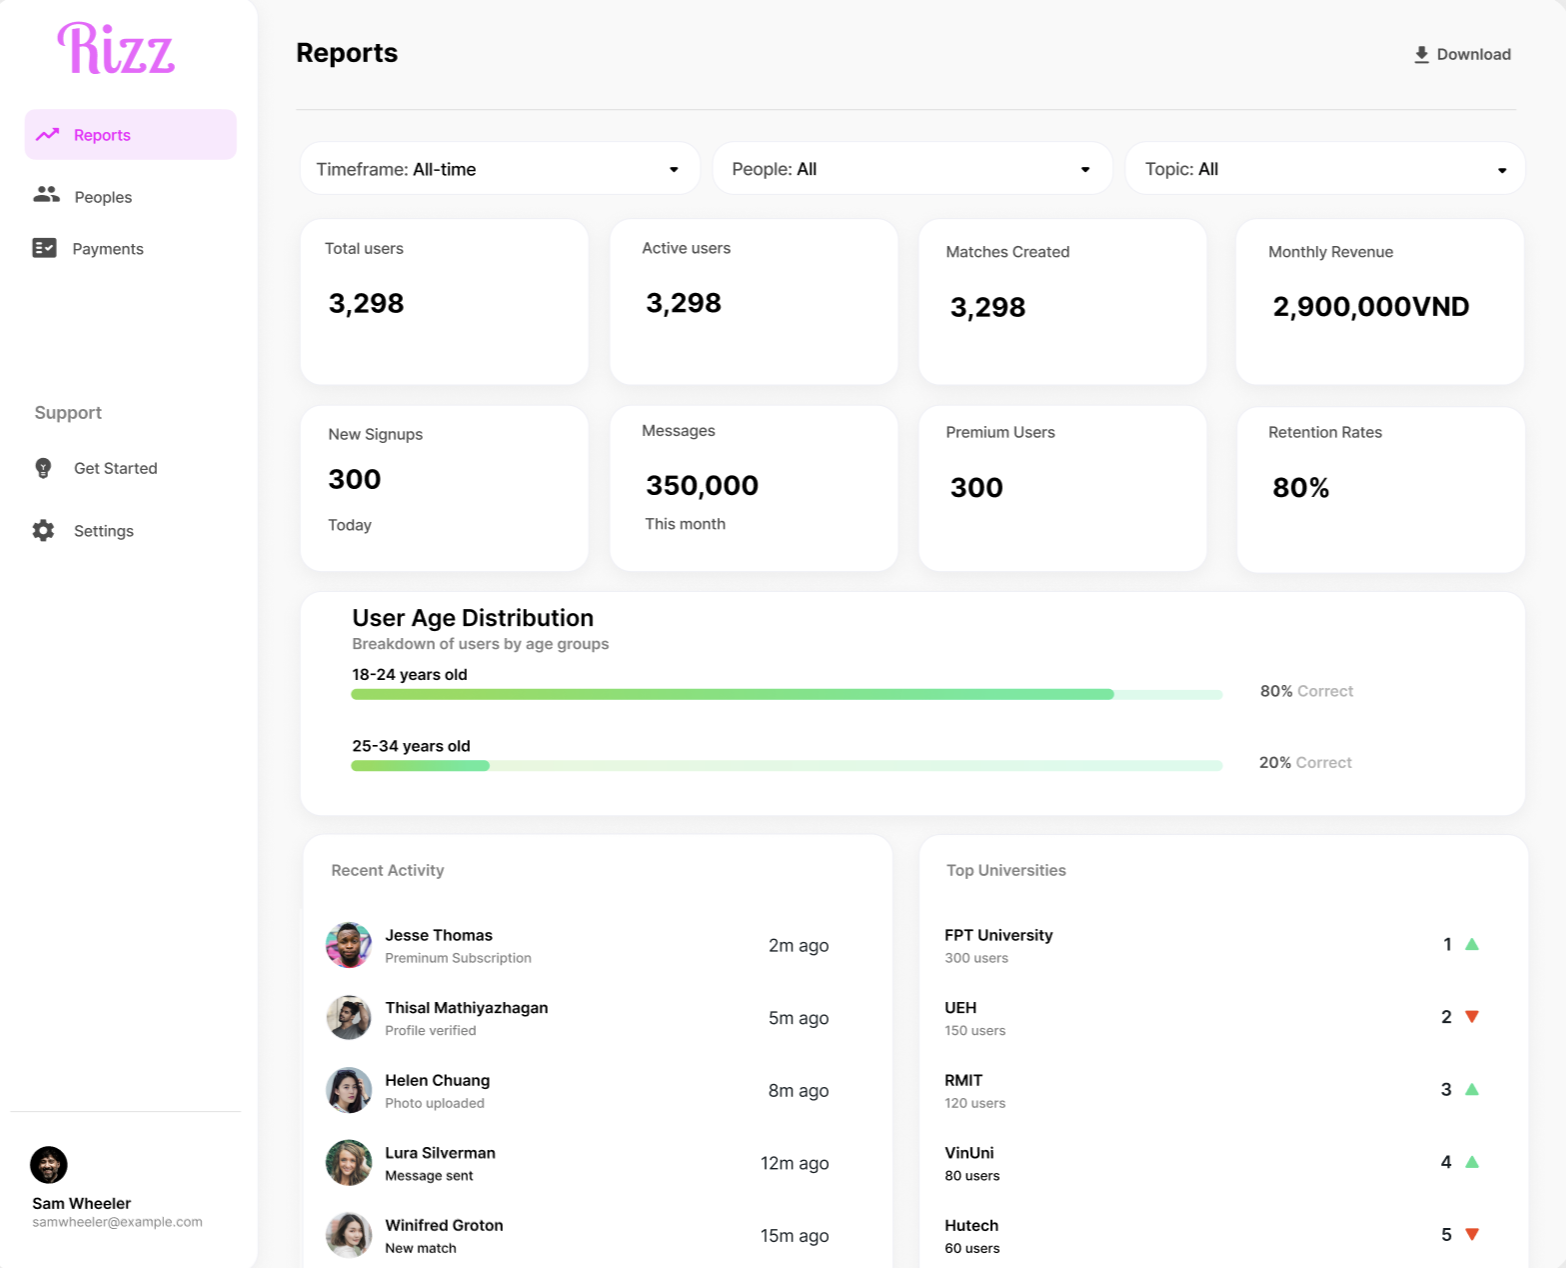 Rizz
Reports
Peoples
Payments
Support
Get Started
Settings
Sam Wheeler
samwheeler@example.com
Reports
Download
Timeframe: All-time
People: All
Topic: All
Total users
3,298
Active users
3,298
Matches Created
3,298
Monthly Revenue
2,900,000VND
New Signups
300
Today
Messages
350,000
This month
Premium Users
300
Retention Rates
80%
User Age Distribution
Breakdown of users by age groups
18-24 years old
80% Correct
25-34 years old
20% Correct
Recent Activity
Jesse Thomas
Preminum Subscription
2m ago
Thisal Mathiyazhagan
Profile verified
5m ago
Helen Chuang
Photo uploaded
8m ago
Lura Silverman
Message sent
12m ago
Winifred Groton
New match
15m ago
Top Universities
FPT University
300 users
1
UEH
150 users
2
RMIT
120 users
3
VinUni
80 users
4
Hutech
60 users
5